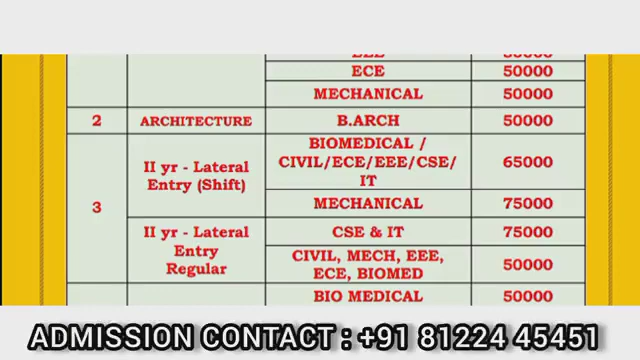 ECE 50000
MECHANICAL 50000
2 ARCHITECTURE B.ARCH 50000
3
II yr - Lateral
Entry (Shift)
BIOMEDICAL /
CIVIL/ECE/EEE/CSE/
IT
65000
MECHANICAL 75000
II yr - Lateral
Entry
Regular
CSE & IT 75000
CIVIL, MECH, EEE,
ECE, BIOMED
50000
BIO MEDICAL 50000
ADMISSION CONTACT : +91 81224 45451